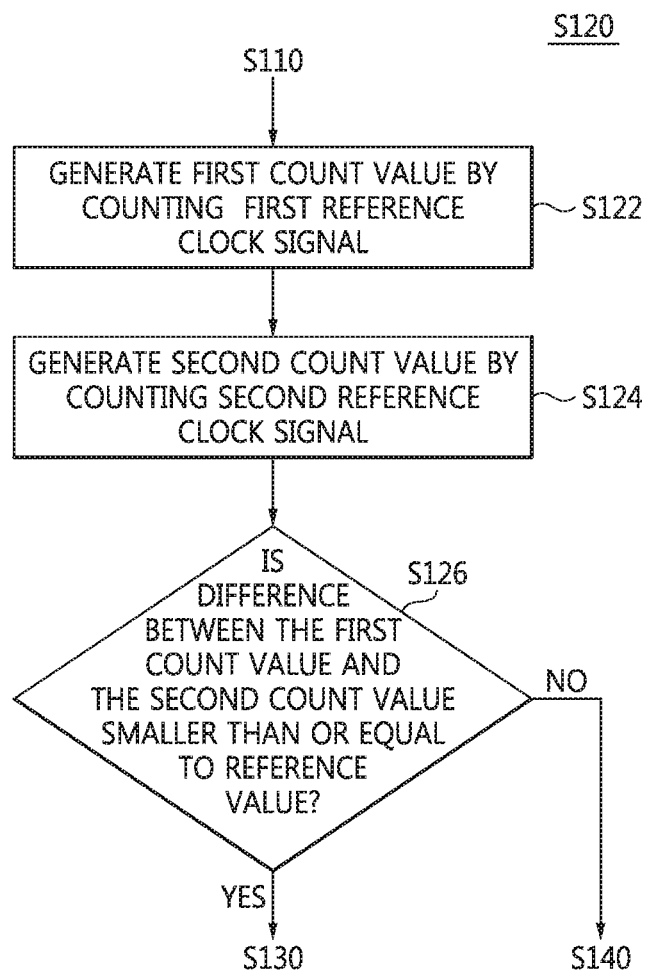 S120
S110
GENERATE FIRST COUNT VALUE BY
COUNTING FIRST REFERENCE
CLOCK SIGNAL
S122
GENERATE SECOND COUNT VALUE BY
COUNTING SECOND REFERENCE
CLOCK SIGNAL
S124
IS
DIFFERENCE
BETWEEN THE FIRST
COUNT VALUE AND
THE SECOND COUNT VALUE
SMALLER THAN OR EQUAL
TO REFERENCE
VALUE?
S126
NO
YES
S130
S140